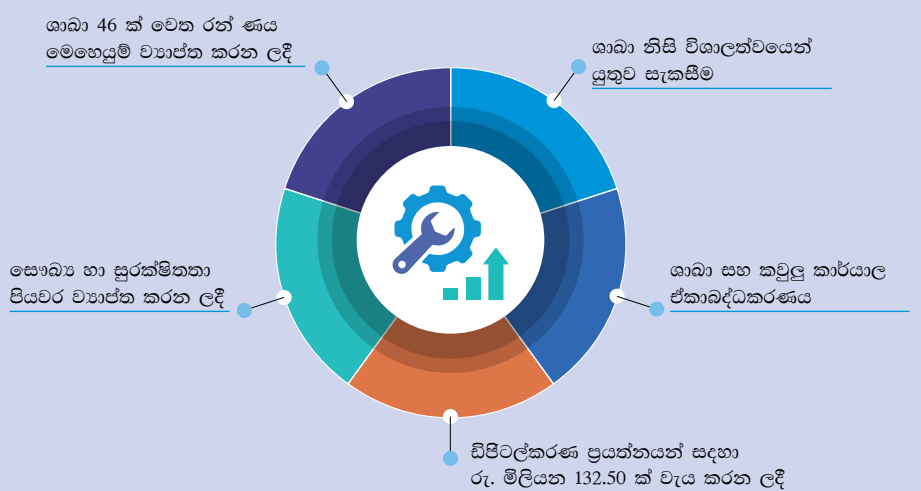 ශාඛා 46 ක් වෙත රන් ණය
මෙහෙයුම් ව්‍යාප්ත කරන ලදී
ශාඛා නිසි විශාලත්වයෙන්
යුතුව සැකසීම
සෞඛ්‍ය හා සුරක්ෂිතතා
පියවර ව්‍යාප්ත කරන ලදී
ශාඛා සහ කවුලු කාර්යාල
ඒකාබද්ධකරණය
ඩිජිටල්කරණ ප්‍රයත්නයන් සදහා
රු. මිලියන 132.50 ක් වැය කරන ලදී